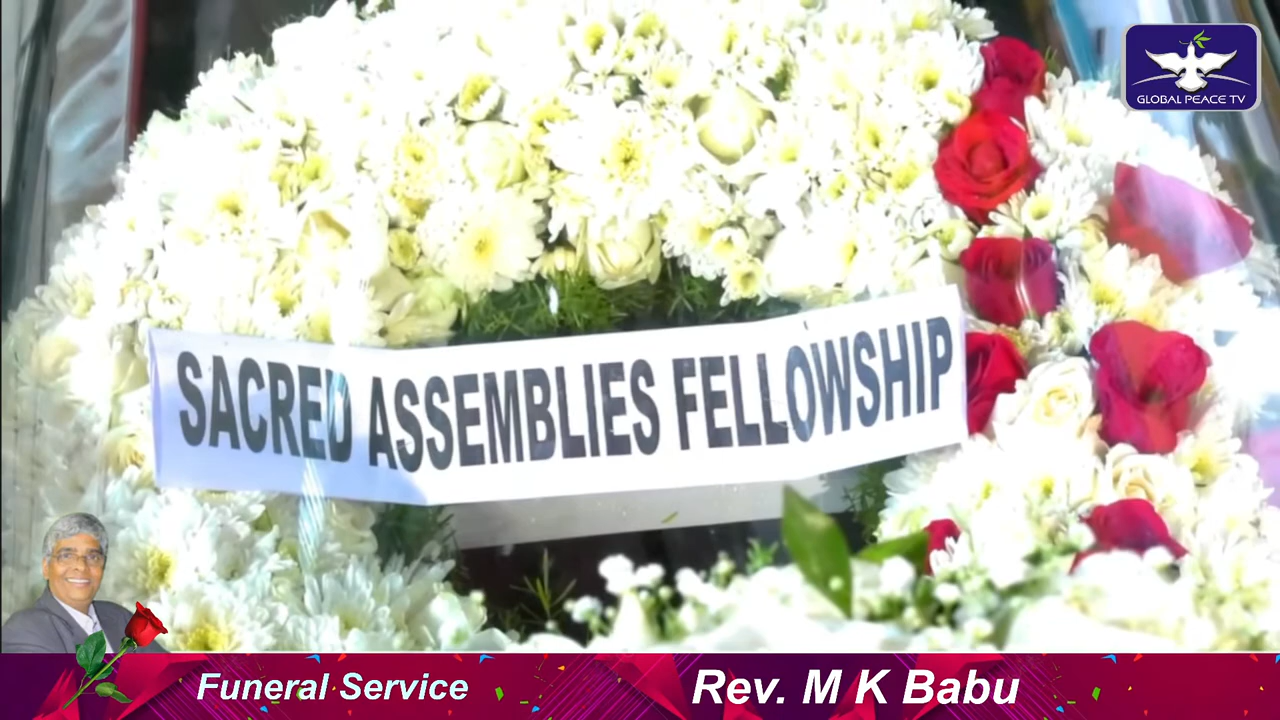 GLOBAL PEACE TV
SACRED ASSEMBLIES FELLOWSHIP
Funeral Service
Rev. M K Babu